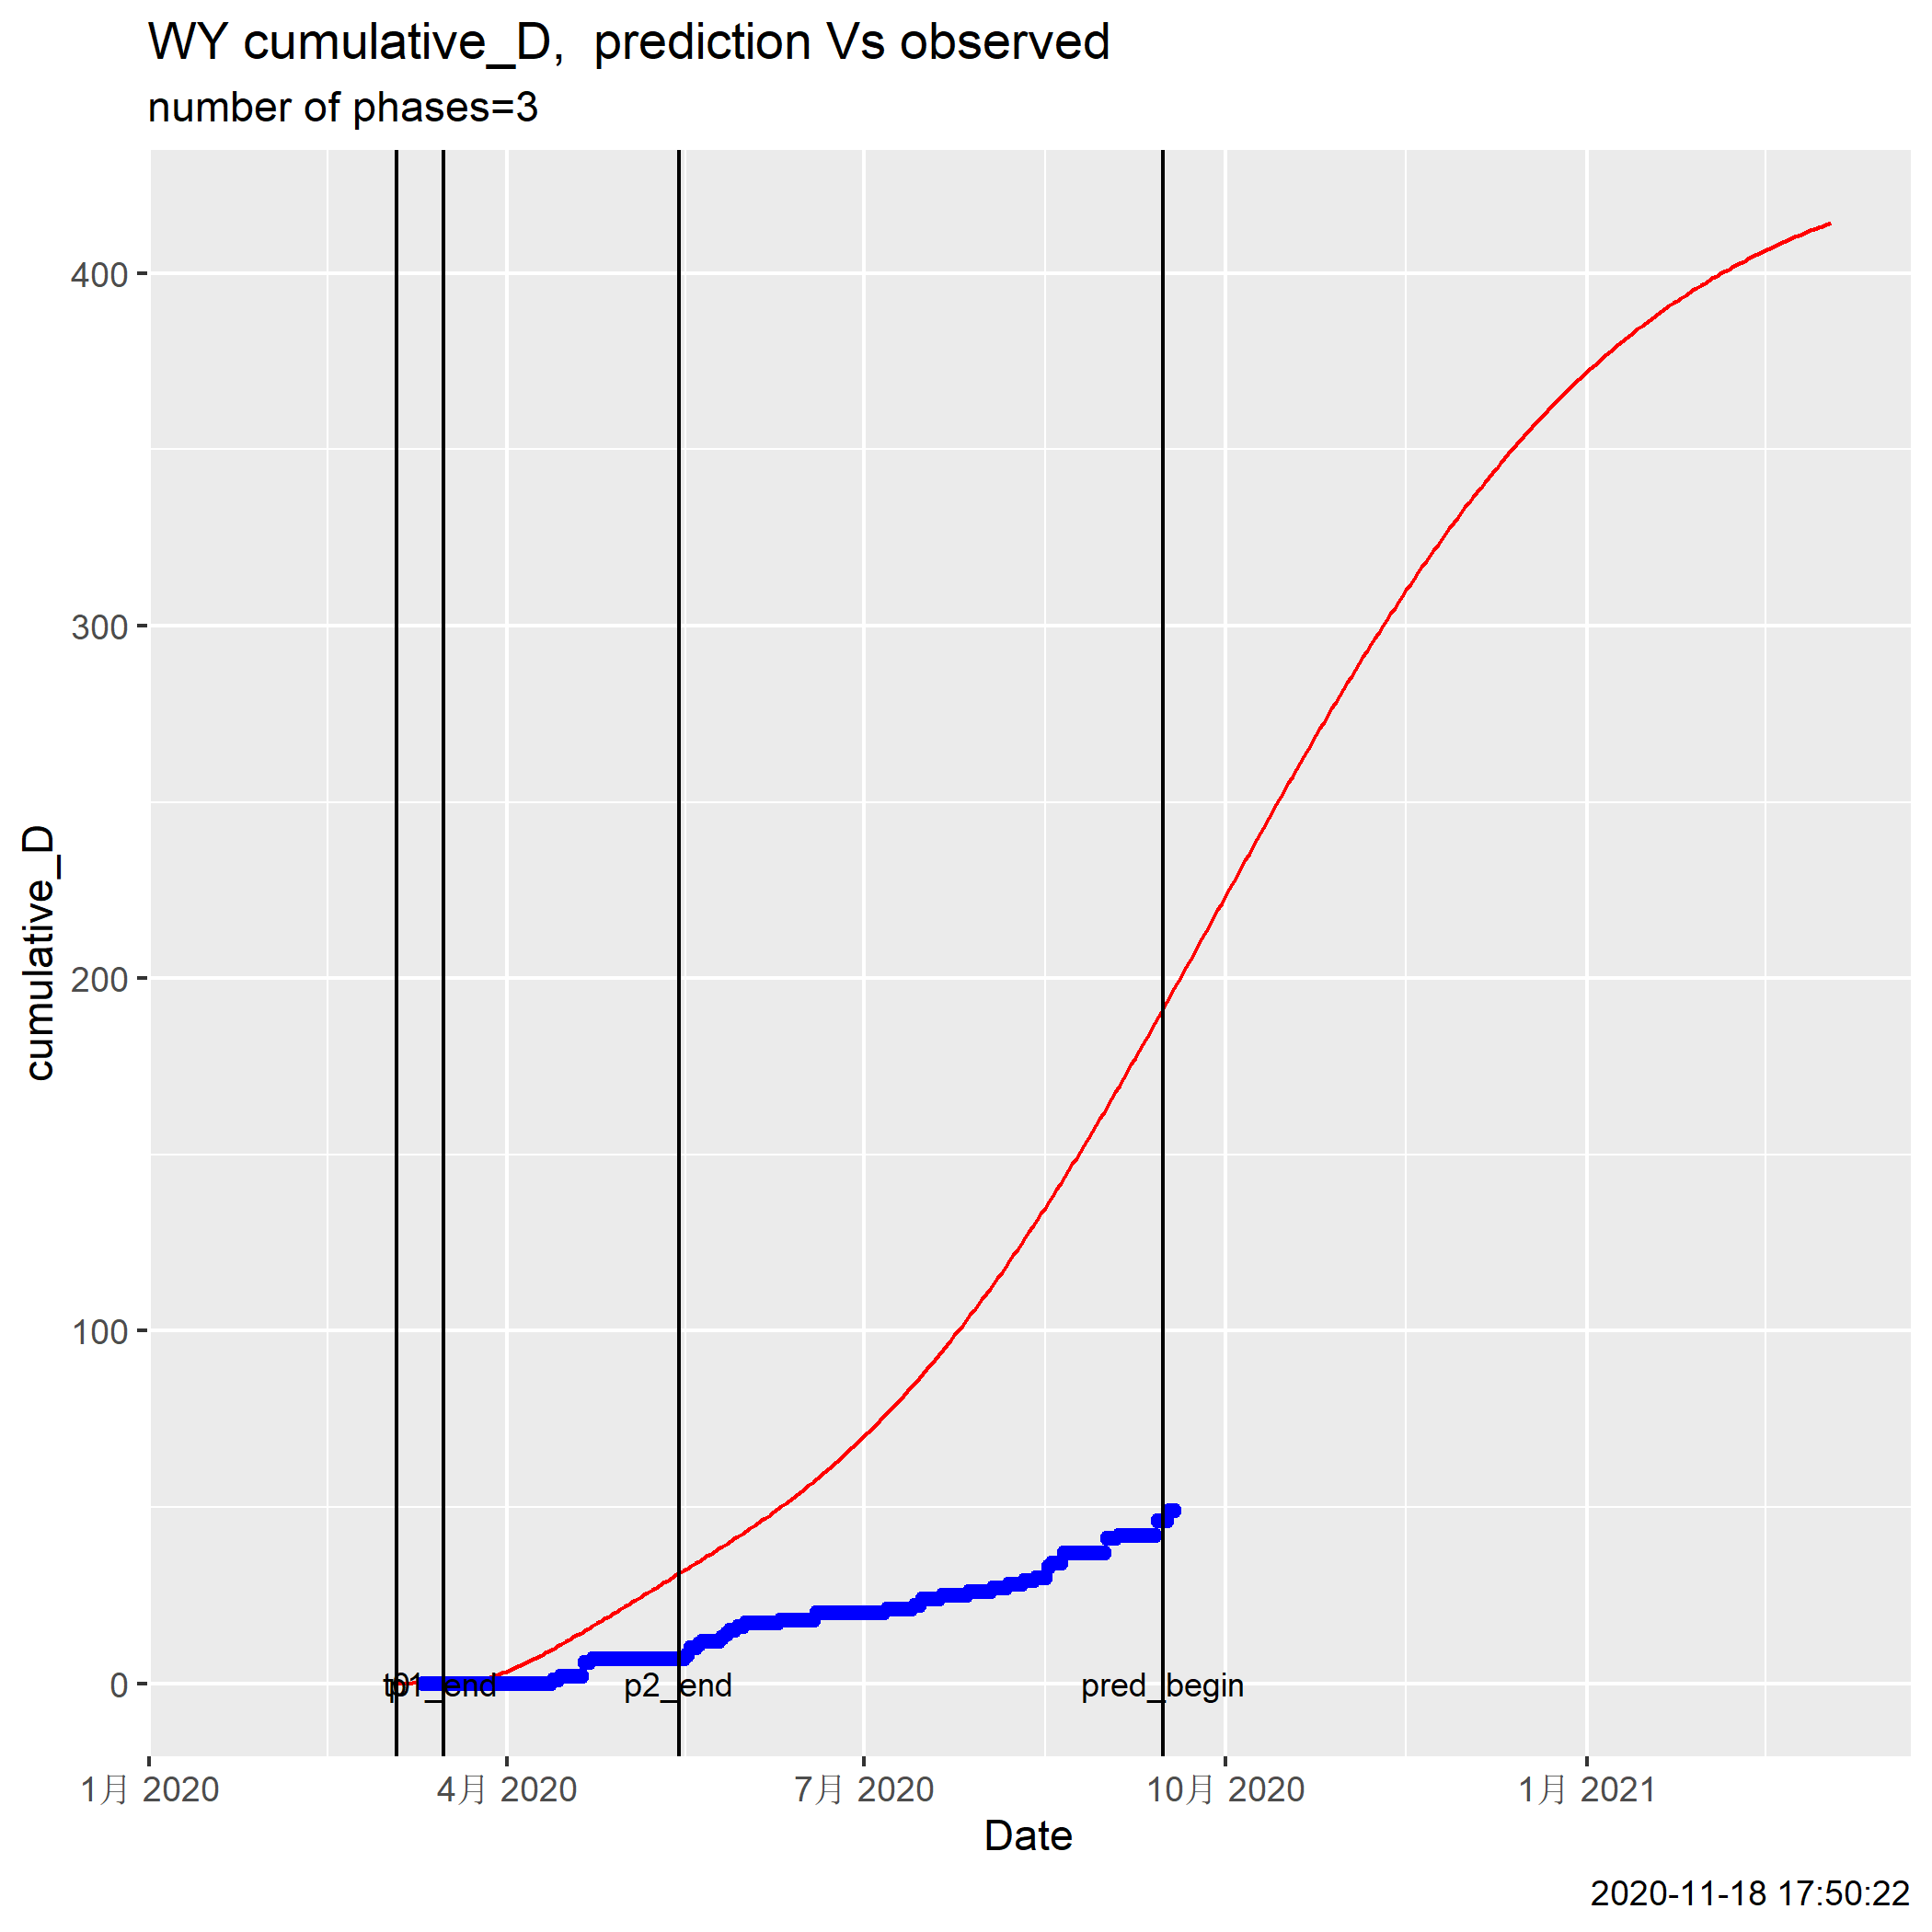 WY cumulative_D,  prediction Vs observed
number of phases=3
cumulative_D
400
300
200
100
0
t0
p1_end
p2_end
pred_begin
1月 2020
4月 2020
7月 2020
10月 2020
1月 2021
Date
2020-11-18 17:50:22